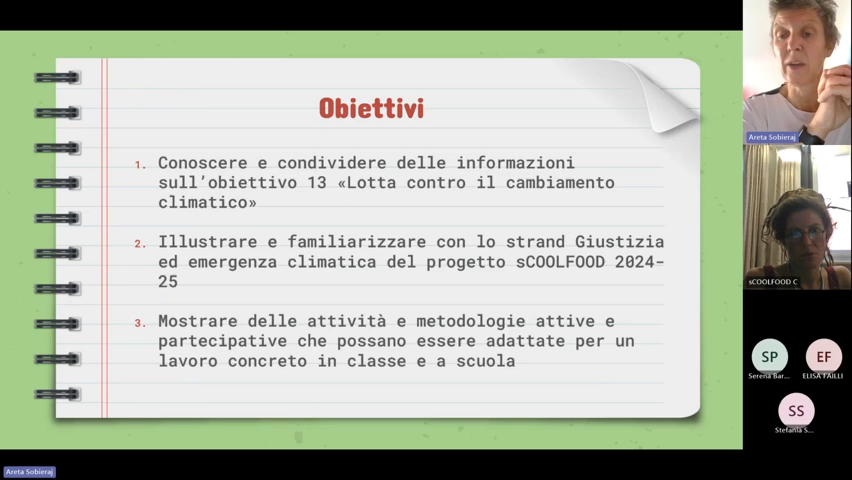 Obiettivi
1. Conoscere e condividere delle informazioni
sull'obiettivo 13 «Lotta contro il cambiamento
climatico»
2. Illustrare e familiarizzare con lo strand Giustizia
ed emergenza climatica del progetto sCOOLFOOD 2024-
25
3. Mostrare delle attività e metodologie attive e
partecipative che possano essere adattate per un
lavoro concreto in classe e a scuola
Areta Sobieraj
sCOOLFOOD C
SP
EF
Serena Bar...
ELISA FAILLI
SS
Stefania S...
Areta Sobieraj